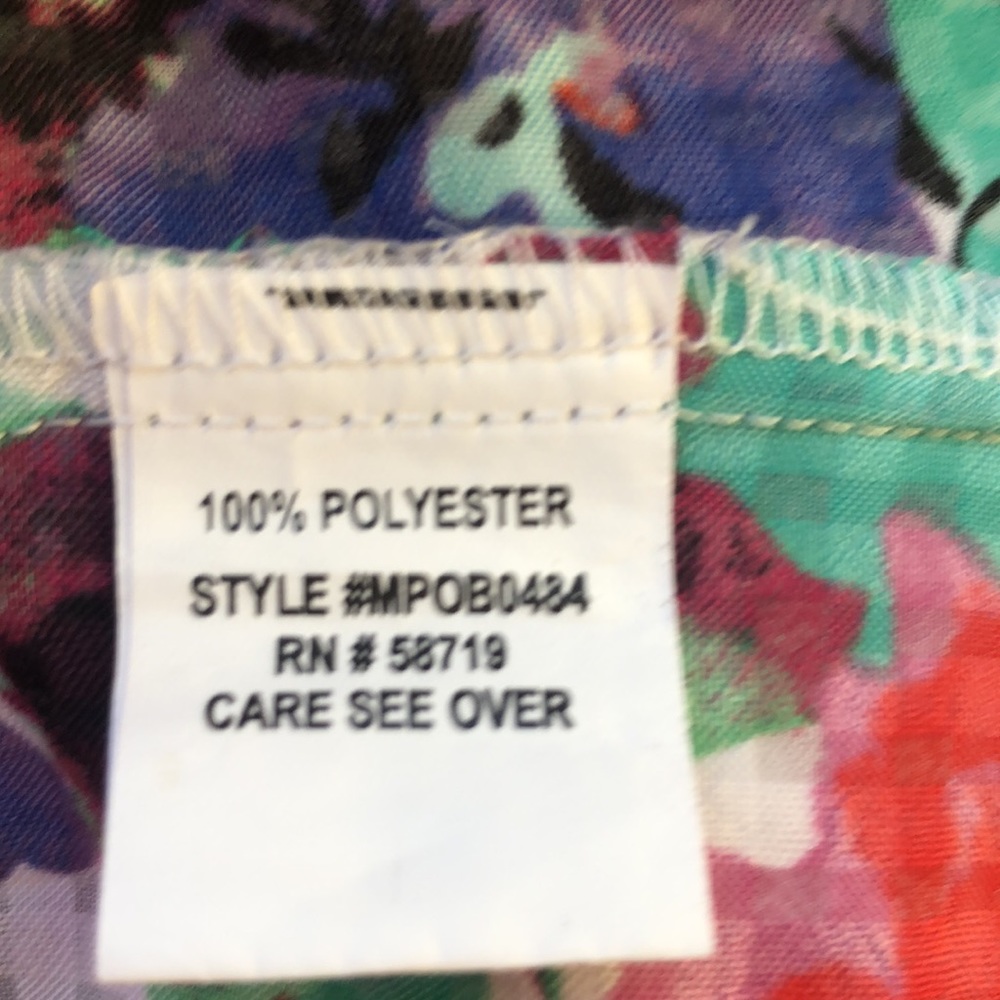 100% POLYESTER
STYLE #MPOB0484
RN # 58719
CARE SEE OVER